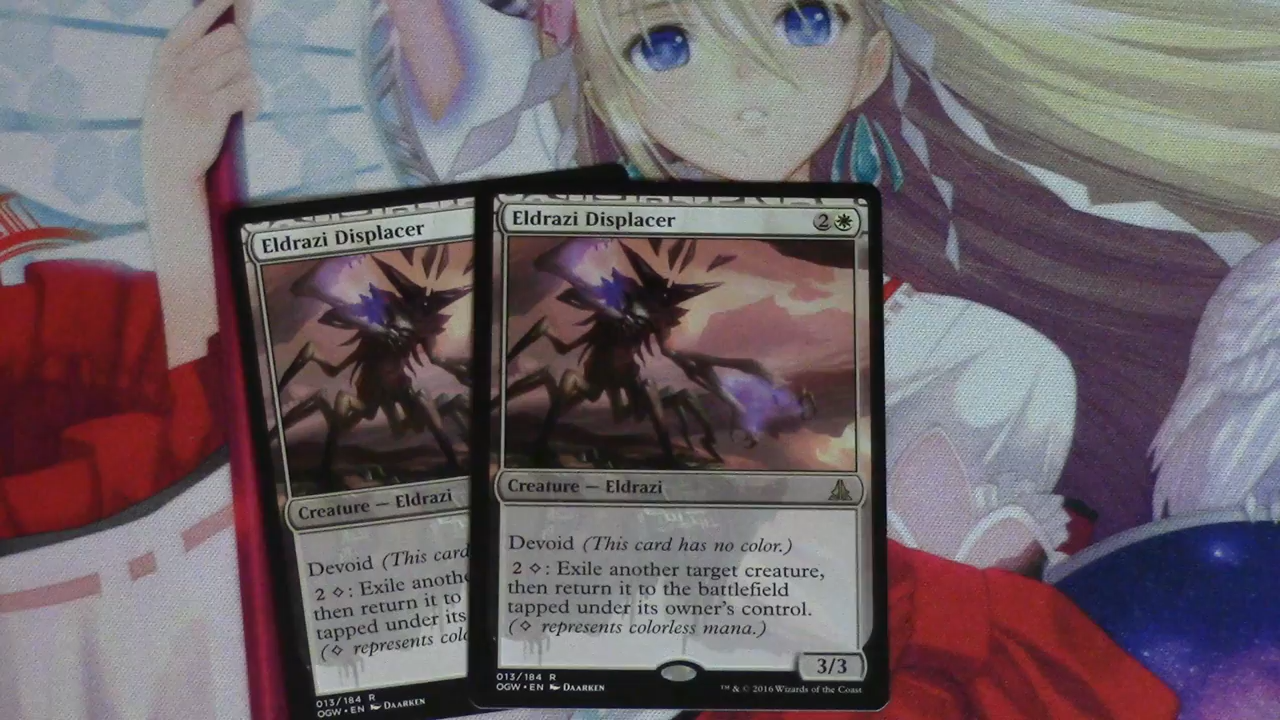 Eldrazi Displacer
Creature — Eldrazi
Devoid (This card
2 ◇: Exile anoth
then return it to
tapped under its
(◇ represents colo
013/184 R
OGW • EN DAARKEN
Eldrazi Displacer 2
Creature — Eldrazi
Devoid (This card has no color.)
2 ◇: Exile another target creature,
then return it to the battlefield
tapped under its owner's control.
(◇ represents colorless mana.)
3/3
013/184 R
OGW • EN DAARKEN
™ & © 2016 Wizards of the Coast